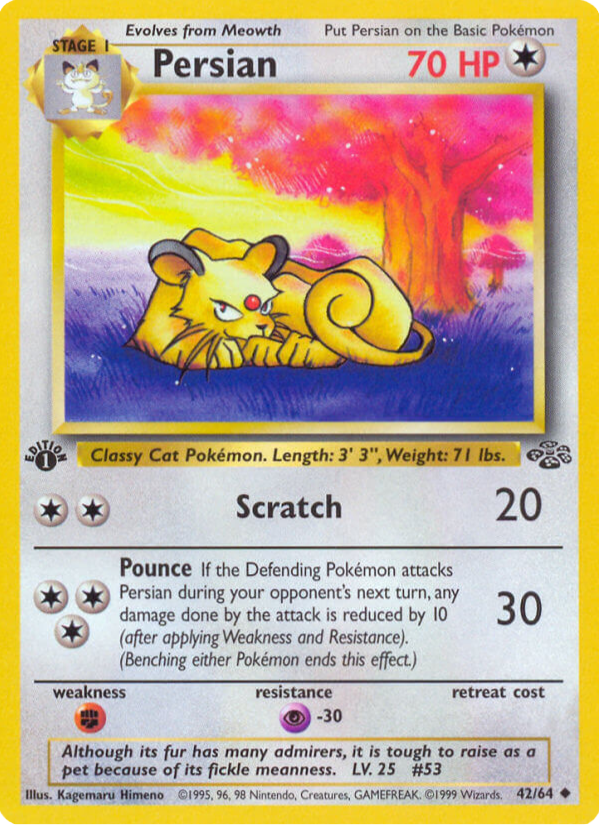 Evolves from Meowth
Put Persian on the Basic Pokémon
STAGE 1
Persian
70 HP
EDITION
1
Classy Cat Pokémon. Length: 3' 3", Weight: 71 lbs.
Scratch
20
Pounce If the Defending Pokémon attacks
Persian during your opponent's next turn, any
damage done by the attack is reduced by 10
(after applying Weakness and Resistance).
(Benching either Pokémon ends this effect.)
30
weakness
resistance
retreat cost
-30
Although its fur has many admirers, it is tough to raise as a
pet because of its fickle meanness. LV. 25 #53
Illus. Kagemaru Himeno ©1995, 96, 98 Nintendo, Creatures, GAMEFREAK. ©1999 Wizards. 42/64